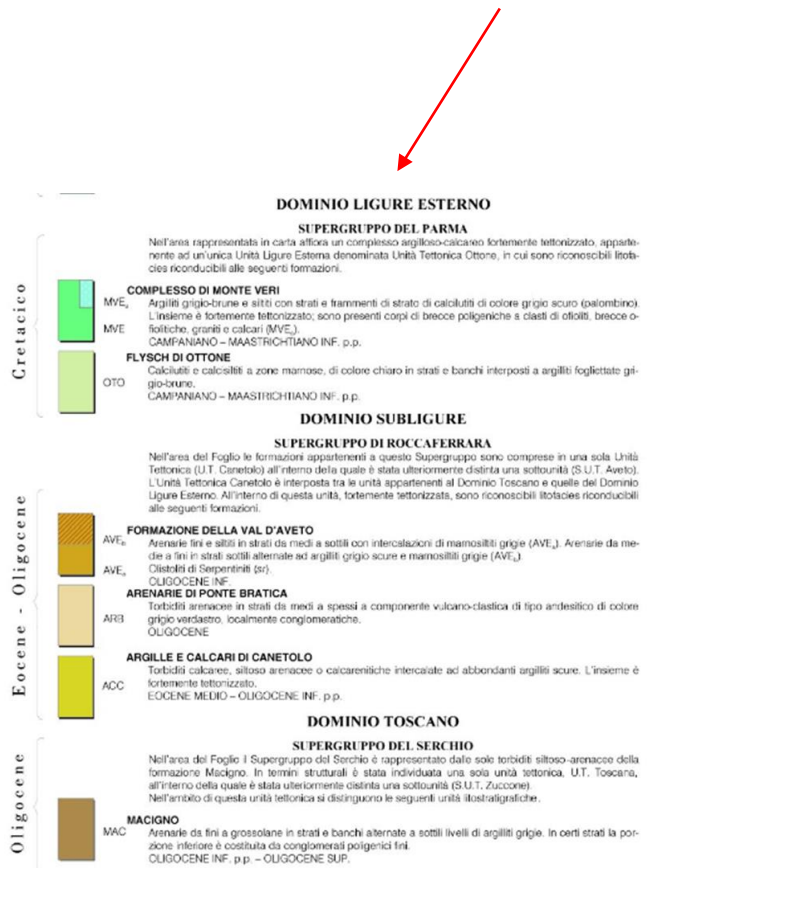 DOMINIO LIGURE ESTERNO
SUPERGRUPPO DEL PARMA
Nell'area rappresentata in carta affiora un complesso argilloso-calcareo fortemente tettonizzato, apparte-
nente ad un'unica Unità Ligure Esterna denominata Unità Tettonica Ottone, in cui sono riconoscibili litofa-
cies riconducibili alle seguenti formazioni.
Cretacico
COMPLESSO DI MONTE VERI
MVEa Argilliti grigio-brune e siltiti con strati e frammenti di strato di calcilutiti di colore grigio scuro (palombino).
L'insieme è fortemente tettonizzato; sono presenti corpi di brecce poligeniche a clasti di ofioliti, brecce o-
MVE fiolitiche, graniti e calcari (MVEa).
CAMPANIANO – MAASTRICHTIANO INF. p.p.
FLYSCH DI OTTONE
Calcilutiti e calcisiltiti a zone marnose, di colore chiaro in strati e banchi interposti a argilliti fogliettate gri-
OTO gio-brune.
CAMPANIANO – MAASTRICHTIANO INF. p.p.
DOMINIO SUBLIGURE
SUPERGRUPPO DI ROCCAFERRARA
Nell'area del Foglio le formazioni appartenenti a questo Supergruppo sono comprese in una sola Unità
Tettonica (U.T. Canetolo) all'interno della quale è stata ulteriormente distinta una sottounità (S.U.T. Aveto).
L'Unità Tettonica Canetolo è interposta tra le unità appartenenti al Dominio Toscano e quelle del Dominio
Ligure Esterno. All'interno di questa unità, fortemente tettonizzata, sono riconoscibili litofacies riconducibili
alle seguenti formazioni.
Eocene - Oligocene
FORMAZIONE DELLA VAL D'AVETO
AVE Arenarie fini e siltiti in strati da medi a sottili con intercalazioni di marnosiltiti grigie (AVE). Arenarie da me-
die a fini in strati sottili alternate ad argilliti grigio scure e marnosiltiti grigie (AVE).
AVEa Olistoliti di Serpentiniti (sr).
OLIGOCENE INF.
ARENARIE DI PONTE BRATICA
Torbiditi arenacee in strati da medi a spessi a componente vulcano-clastica di tipo andesitico di colore
ARB grigio verdastro, localmente conglomeratiche.
OLIGOCENE
ARGILLE E CALCARI DI CANETOLO
Torbiditi calcaree, siltoso arenacee o calcarenitiche intercalate ad abbondanti argilliti scure. L'insieme è
ACC fortemente tettonizzato.
EOCENE MEDIO – OLIGOCENE INF. p.p.
DOMINIO TOSCANO
SUPERGRUPPO DEL SERCHIO
Nell'area del Foglio il Supergruppo del Serchio è rappresentato dalle sole torbiditi siltoso-arenacee della
formazione Macigno. In termini strutturali è stata individuata una sola unità tettonica, U.T. Toscana,
all'interno della quale è stata ulteriormente distinta una sottounità (S.U.T. Zuccone).
Nell'ambito di questa unità tettonica si distinguono le seguenti unità litostratigrafiche.
Oligocene
MACIGNO
MAC Arenarie da fini a grossolane in strati e banchi alternate a sottili livelli di argilliti grigie. In certi strati la por-
zione inferiore è costituita da conglomerati poligenici fini.
OLIGOCENE INF. p.p. – OLIGOCENE SUP.